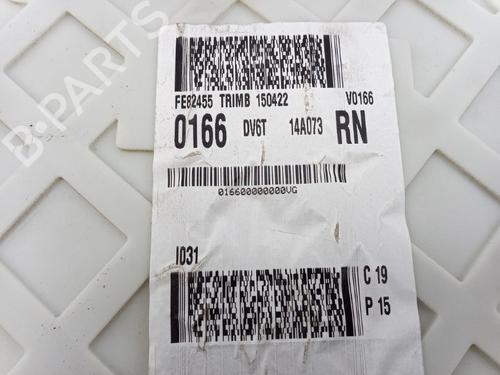 FE82455 TRIMB 150422 V0166
0166 DV6T 14A073 RN
016600000000VG
I031
C 19
P 15
B-PARTS